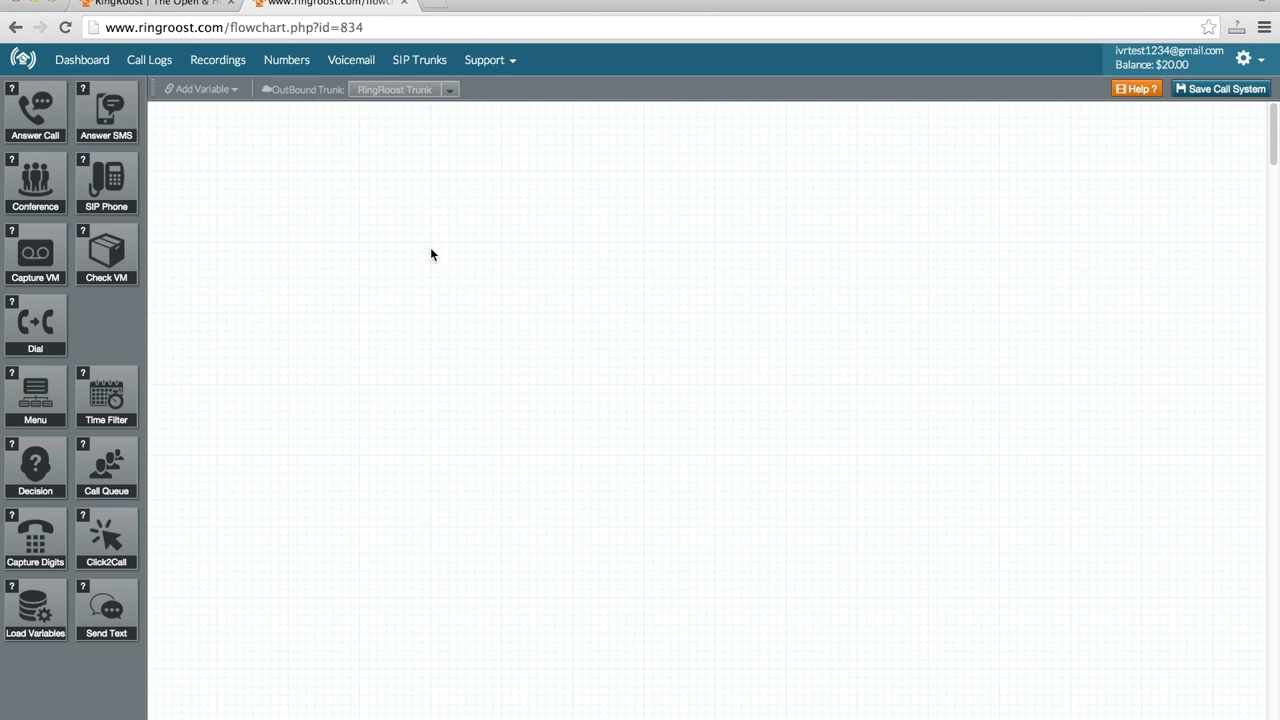 RingRoost | The Open &
www.ringroost.com/flowc
www.ringroost.com/flowchart.php?id=834
Dashboard Call Logs Recordings Numbers Voicemail SIP Trunks Support
ivrtest1234@gmail.com
Balance: $20.00
Add Variable OutBound Trunk: RingRoost Trunk
Help ? Save Call System
? ?
Answer Call Answer SMS
? ?
Conference SIP Phone
? ?
Capture VM Check VM
?
Dial
? ?
Menu Time Filter
? ?
Decision Call Queue
? ?
Capture Digits Click2Call
? ?
Load Variables Send Text